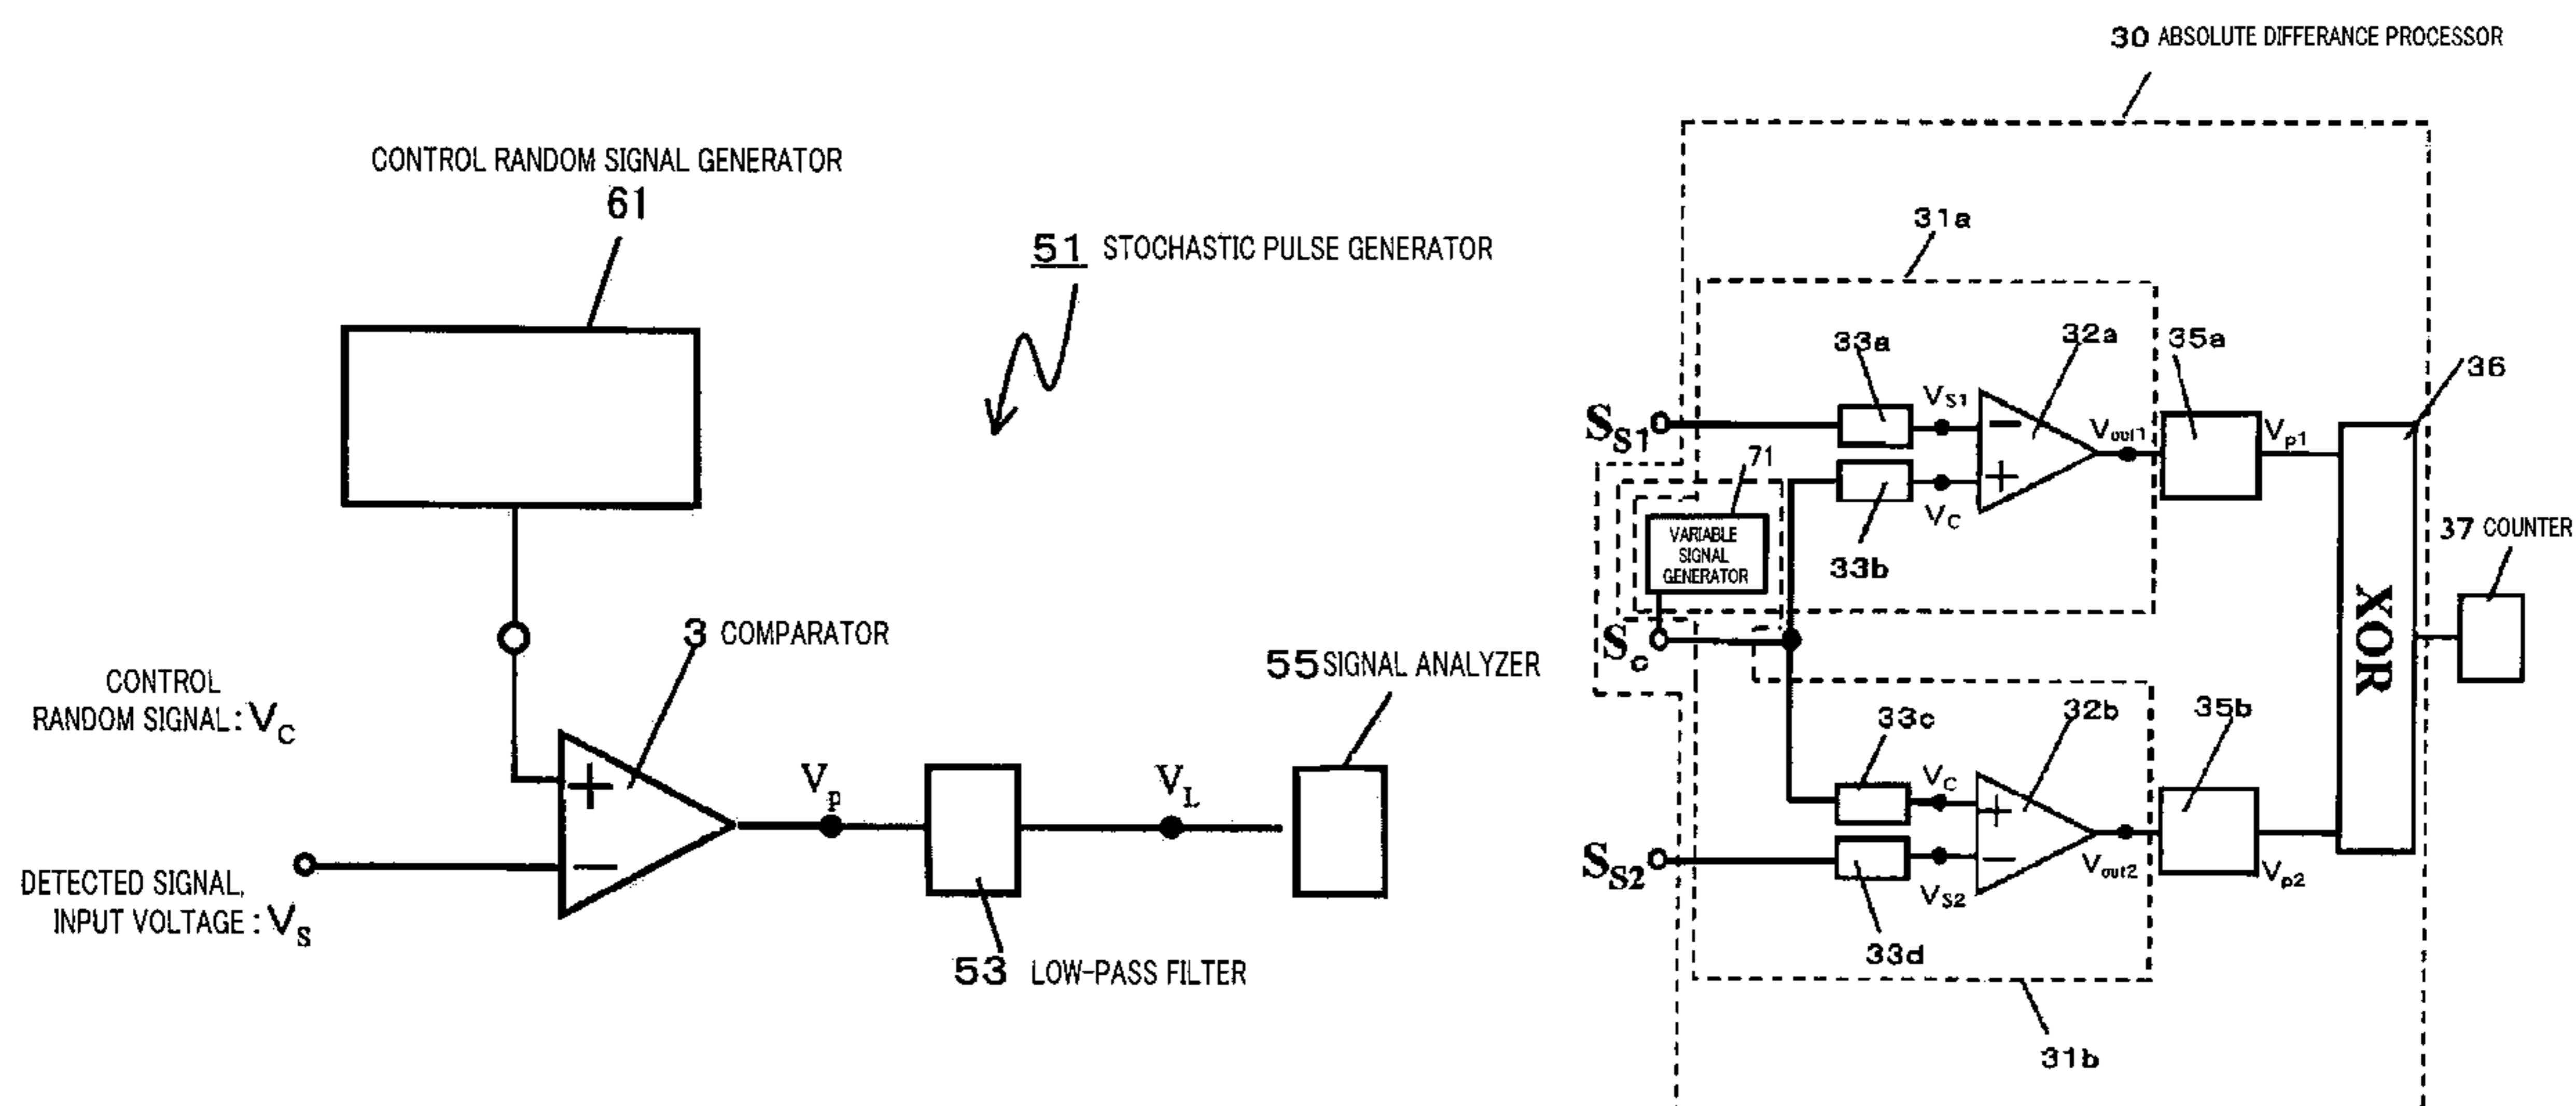 CONTROL RANDOM SIGNAL GENERATOR
61
51 STOCHASTIC PULSE GENERATOR
3 COMPARATOR
CONTROL
RANDOM SIGNAL: VC
+
−
DETECTED SIGNAL,
INPUT VOLTAGE: VS
Vp
VL
55 SIGNAL ANALYZER
53 LOW-PASS FILTER
30 ABSOLUTE DIFFERANCE PROCESSOR
31a
33a
32a
35a
36
SS1
VS1
−
Vout1
Vp1
71
+
VC
33b
VARIABLE
SIGNAL
GENERATOR
37 COUNTER
XOR
Sc
33c
32b
35b
VC
+
−
SS2
VS2
Vout2
Vp2
33d
31b